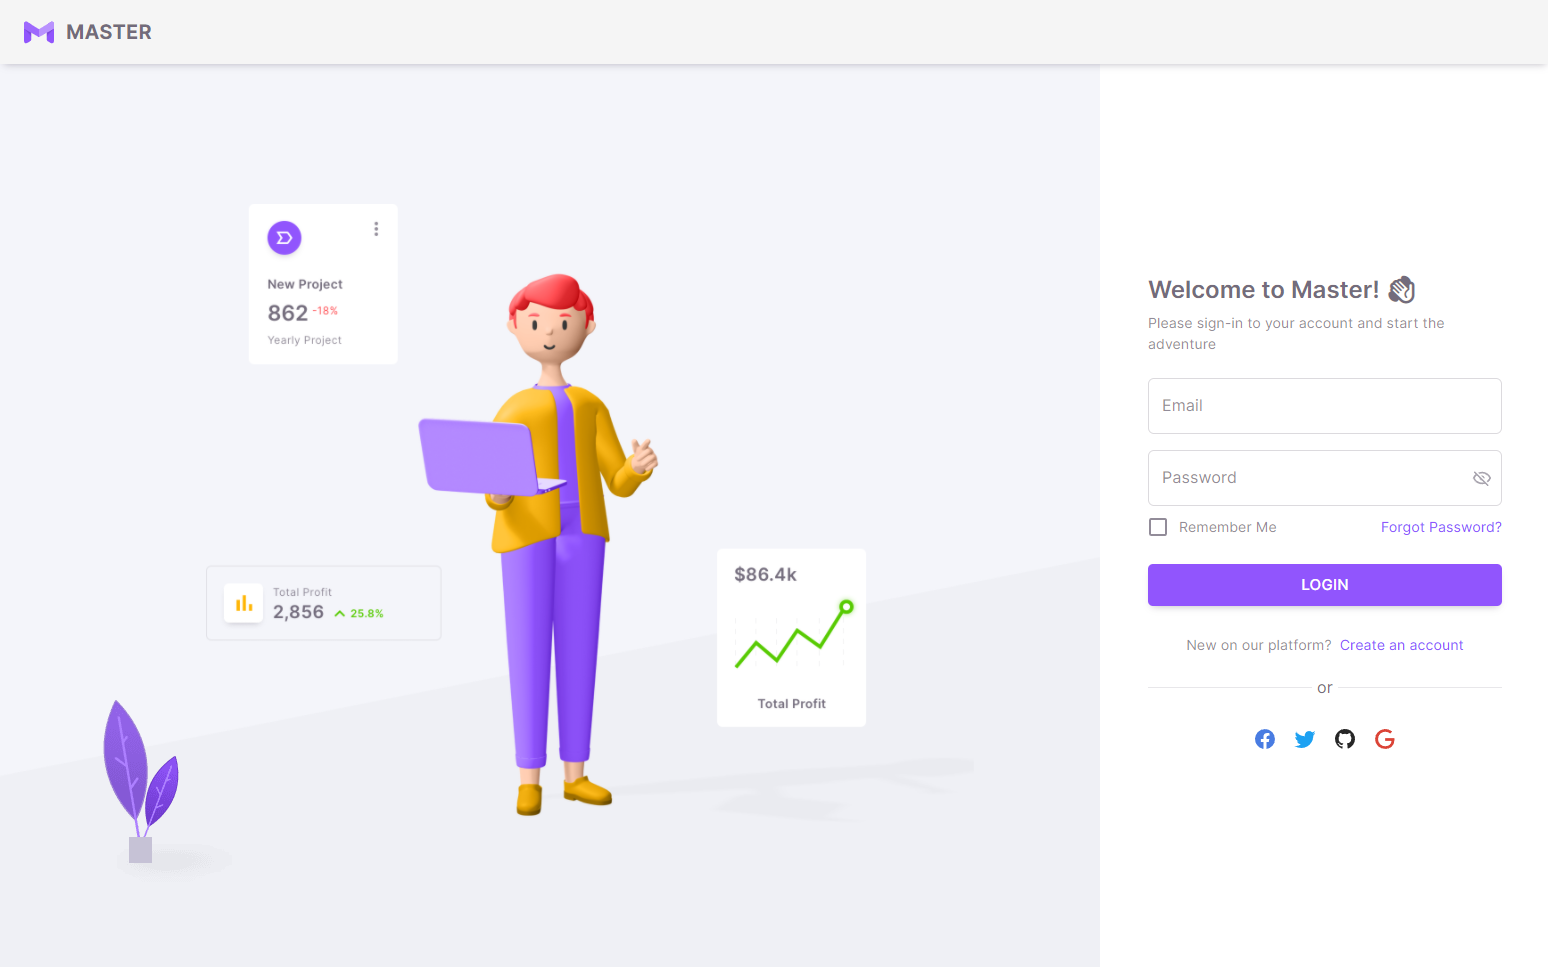 MASTER
New Project
862 -18%
Yearly Project
Total Profit
2,856 25.8%
$86.4k
Total Profit
Welcome to Master!
Please sign-in to your account and start the
adventure
Email
Password
Remember Me
Forgot Password?
LOGIN
New on our platform? Create an account
or